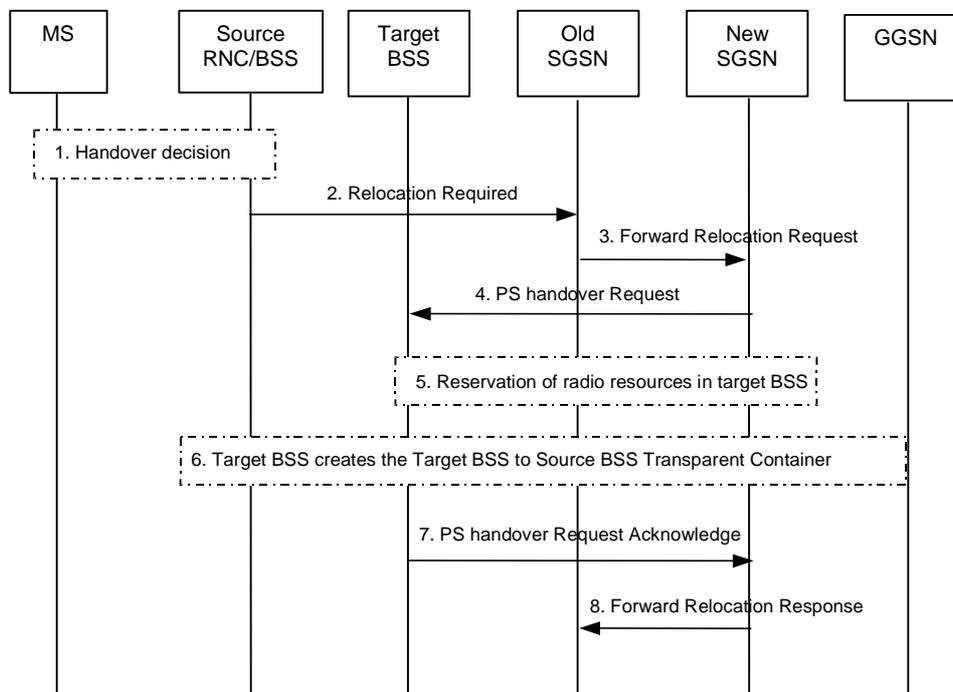 MS
Source
RNC/BSS
Target
BSS
Old
SGSN
New
SGSN
GGSN
1. Handover decision
2. Relocation Required
3. Forward Relocation Request
4. PS handover Request
5. Reservation of radio resources in target BSS
6. Target BSS creates the Target BSS to Source BSS Transparent Container
7. PS handover Request Acknowledge
8. Forward Relocation Response